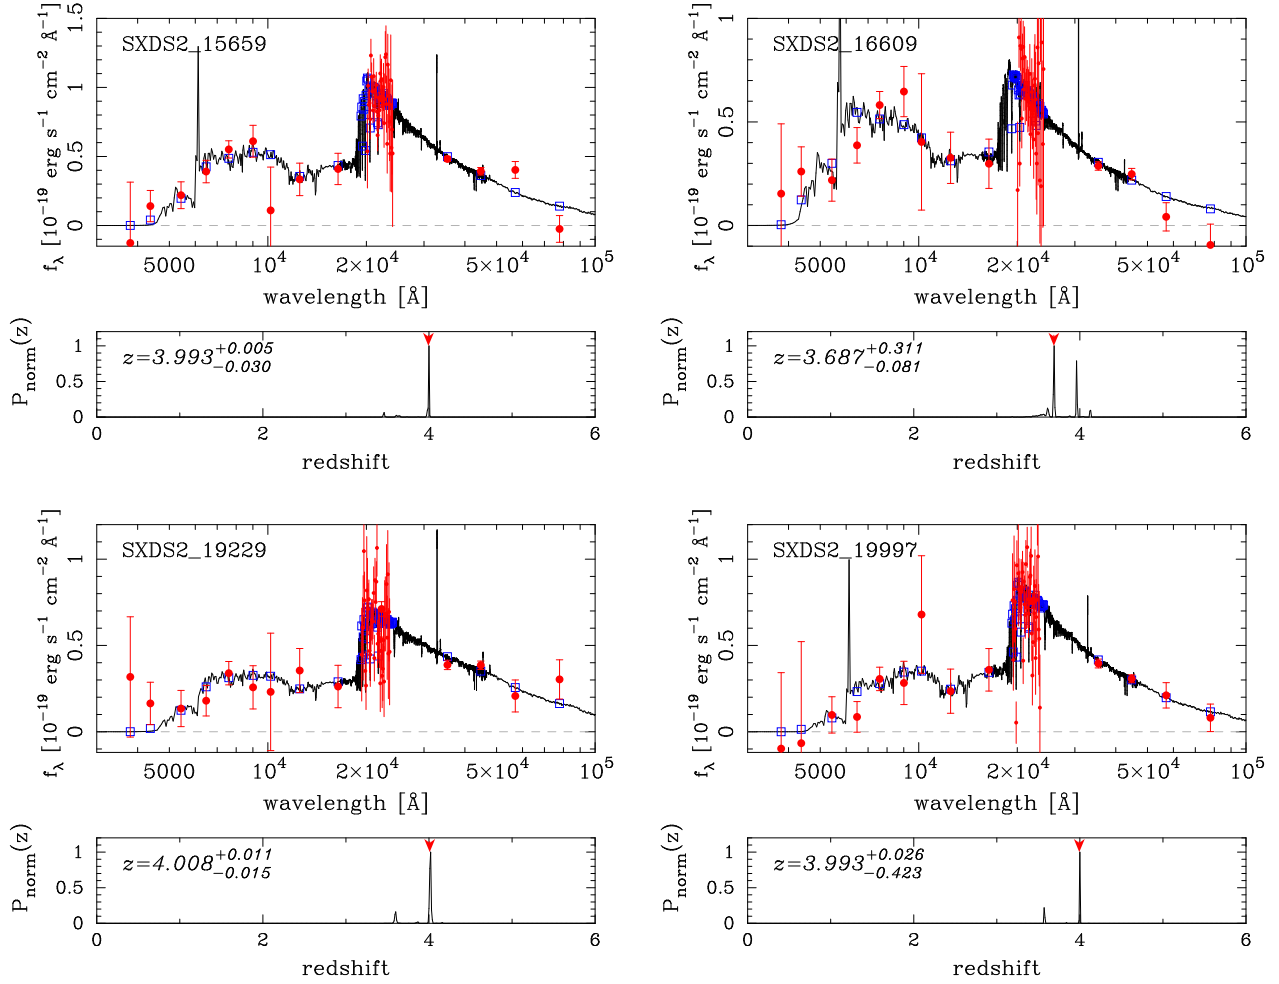 SXDS2_15659
f_λ [10^−19 erg s^−1 cm^−2 Å^−1]
1.5
1
0.5
0
5000 10^4 2×10^4 5×10^4 10^5
wavelength [Å]
z=3.993^+0.005_−0.030
P_norm(z)
1
0.5
0
0 2 4 6
redshift
SXDS2_16609
f_λ [10^−19 erg s^−1 cm^−2 Å^−1]
1
0.5
0
5000 10^4 2×10^4 5×10^4 10^5
wavelength [Å]
z=3.687^+0.311_−0.081
P_norm(z)
1
0.5
0
0 2 4 6
redshift
SXDS2_19229
f_λ [10^−19 erg s^−1 cm^−2 Å^−1]
1
0.5
0
5000 10^4 2×10^4 5×10^4 10^5
wavelength [Å]
z=4.008^+0.011_−0.015
P_norm(z)
1
0.5
0
0 2 4 6
redshift
SXDS2_19997
f_λ [10^−19 erg s^−1 cm^−2 Å^−1]
1
0.5
0
5000 10^4 2×10^4 5×10^4 10^5
wavelength [Å]
z=3.993^+0.026_−0.423
P_norm(z)
1
0.5
0
0 2 4 6
redshift